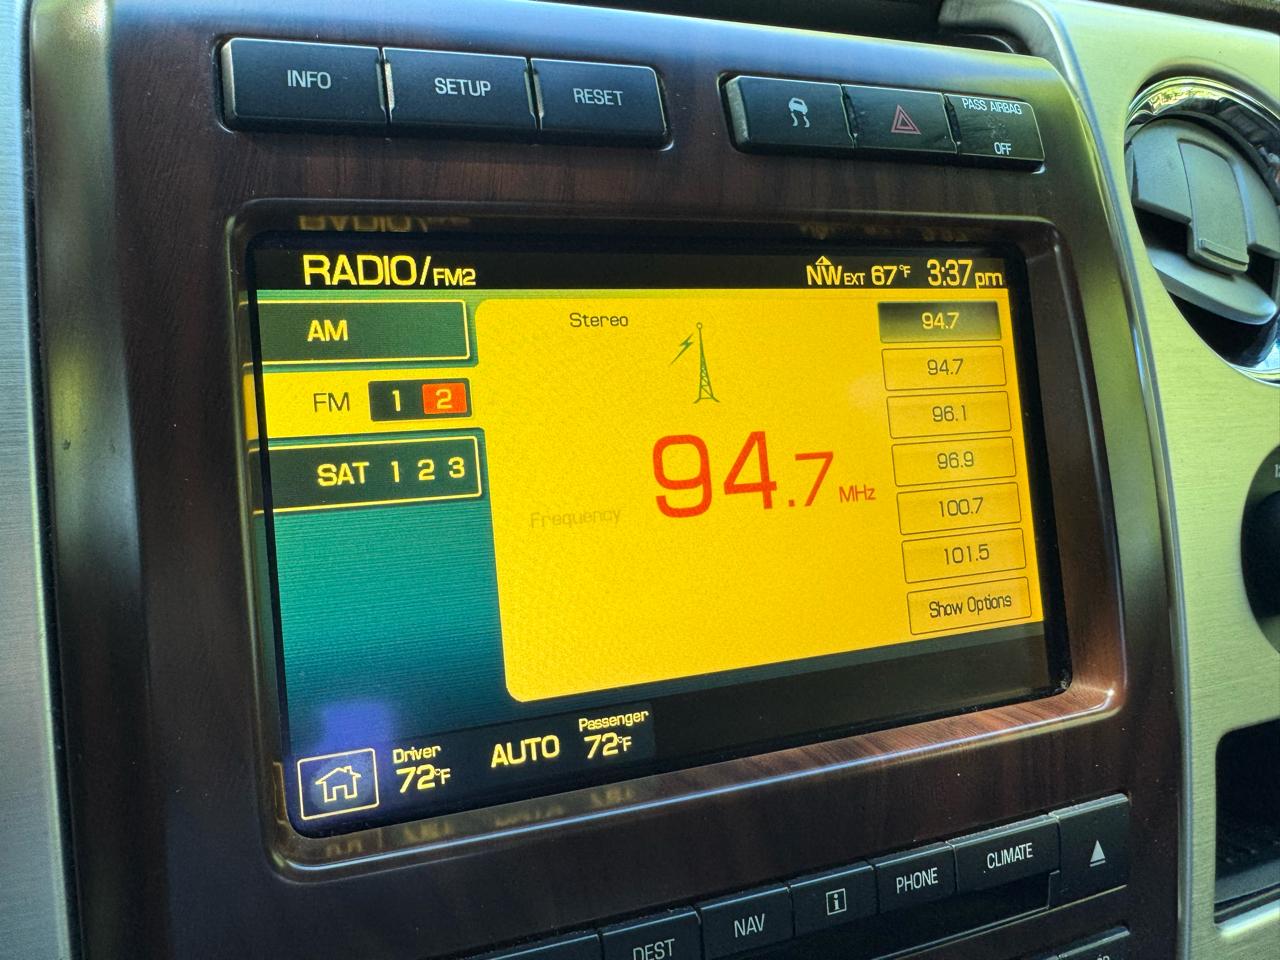 INFO SETUP RESET
PASS AIRBAG
OFF
RADIO/FM2 NW EXT 67°F 3:37pm
AM
FM 1 2
SAT 1 2 3
Stereo
94.7 MHz
Frequency
94.7
94.7
96.1
96.9
100.7
101.5
Show Options
Driver
72°F
AUTO
Passenger
72°F
DEST NAV i PHONE CLIMATE